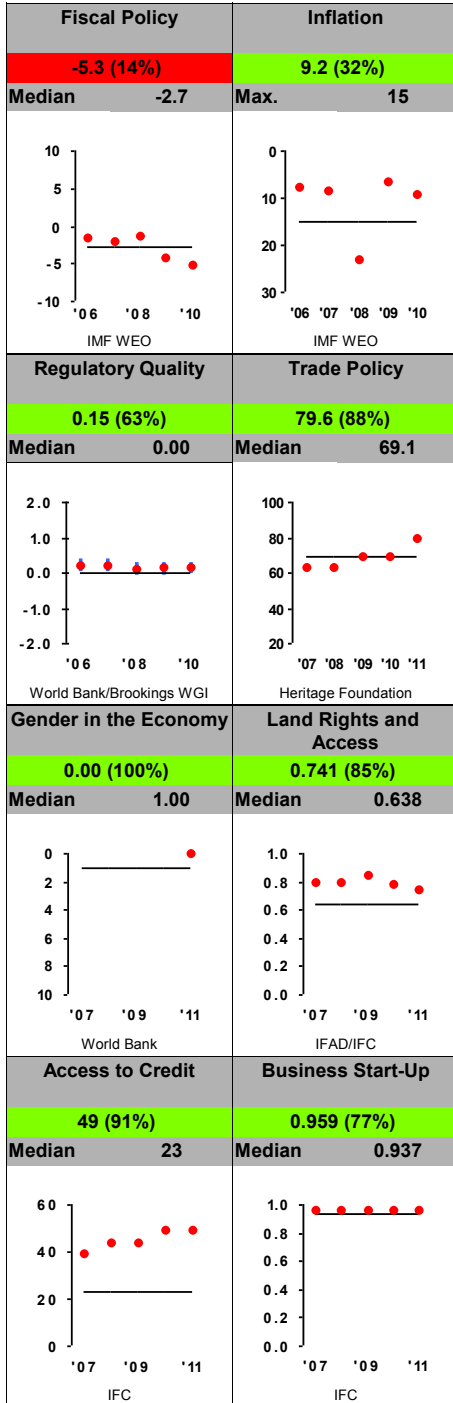 Fiscal Policy
-5.3 (14%)
Median -2.7
10
5
0
-5
-10
'06 '08 '10
IMF WEO
Inflation
9.2 (32%)
Max. 15
0
10
20
30
'06 '07 '08 '09 '10
IMF WEO
Regulatory Quality
0.15 (63%)
Median 0.00
2.0
1.0
0.0
-1.0
-2.0
'06 '08 '10
World Bank/Brookings WGI
Trade Policy
79.6 (88%)
Median 69.1
100
80
60
40
20
'07 '08 '09 '10 '11
Heritage Foundation
Gender in the Economy
0.00 (100%)
Median 1.00
0
2
4
6
8
10
'07 '09 '11
World Bank
Land Rights and
Access
0.741 (85%)
Median 0.638
1.0
0.8
0.6
0.4
0.2
0.0
'07 '09 '11
IFAD/IFC
Access to Credit
49 (91%)
Median 23
60
40
20
0
'07 '09 '11
IFC
Business Start-Up
0.959 (77%)
Median 0.937
1.0
0.8
0.6
0.4
0.2
0.0
'07 '09 '11
IFC